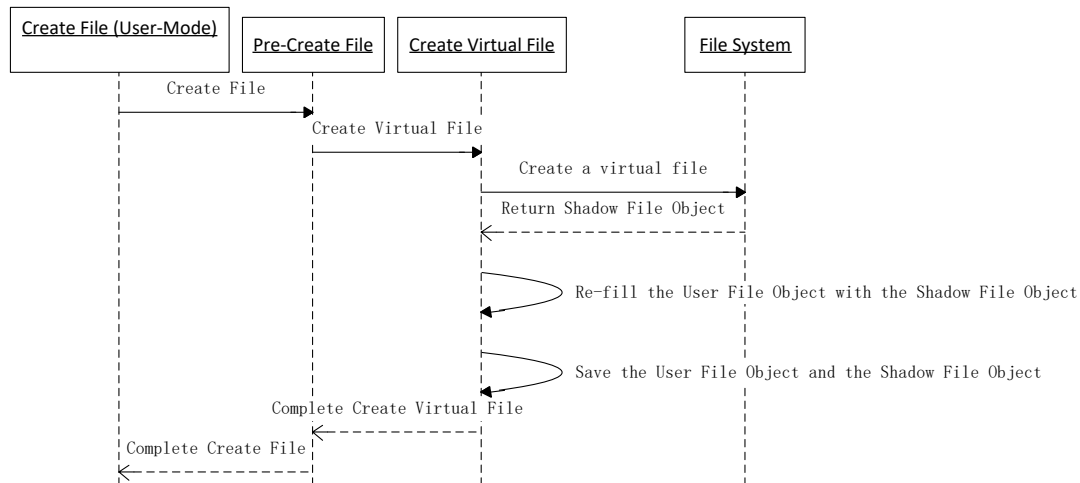 Create File (User-Mode)
Pre-Create File
Create Virtual File
File System
Create File
Create Virtual File
Create a virtual file
Return Shadow File Object
Re-fill the User File Object with the Shadow File Object
Save the User File Object and the Shadow File Object
Complete Create Virtual File
Complete Create File